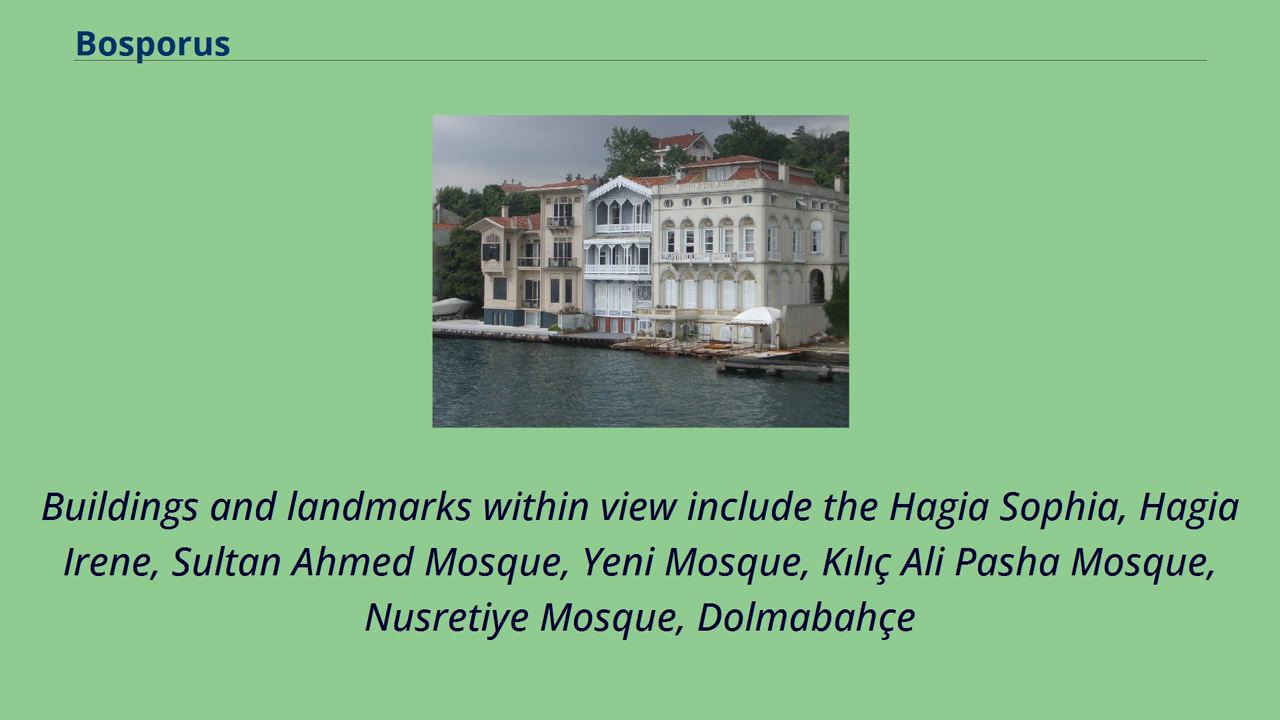 Bosporus
Buildings and landmarks within view include the Hagia Sophia, Hagia
Irene, Sultan Ahmed Mosque, Yeni Mosque, Kılıç Ali Pasha Mosque,
Nusretiye Mosque, Dolmabahçe